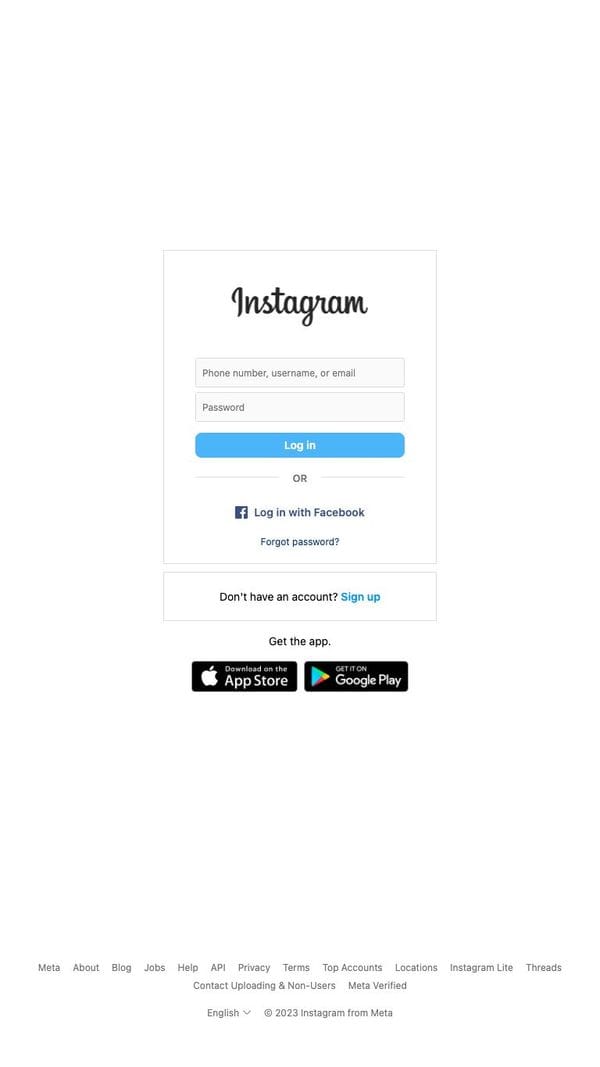 Instagram
Phone number, username, or email
Password
Log in
OR
Log in with Facebook
Forgot password?
Don't have an account? Sign up
Get the app.
Download on the
App Store
GET IT ON
Google Play
Meta About Blog Jobs Help API Privacy Terms Top Accounts Locations Instagram Lite Threads
Contact Uploading & Non-Users Meta Verified
English © 2023 Instagram from Meta